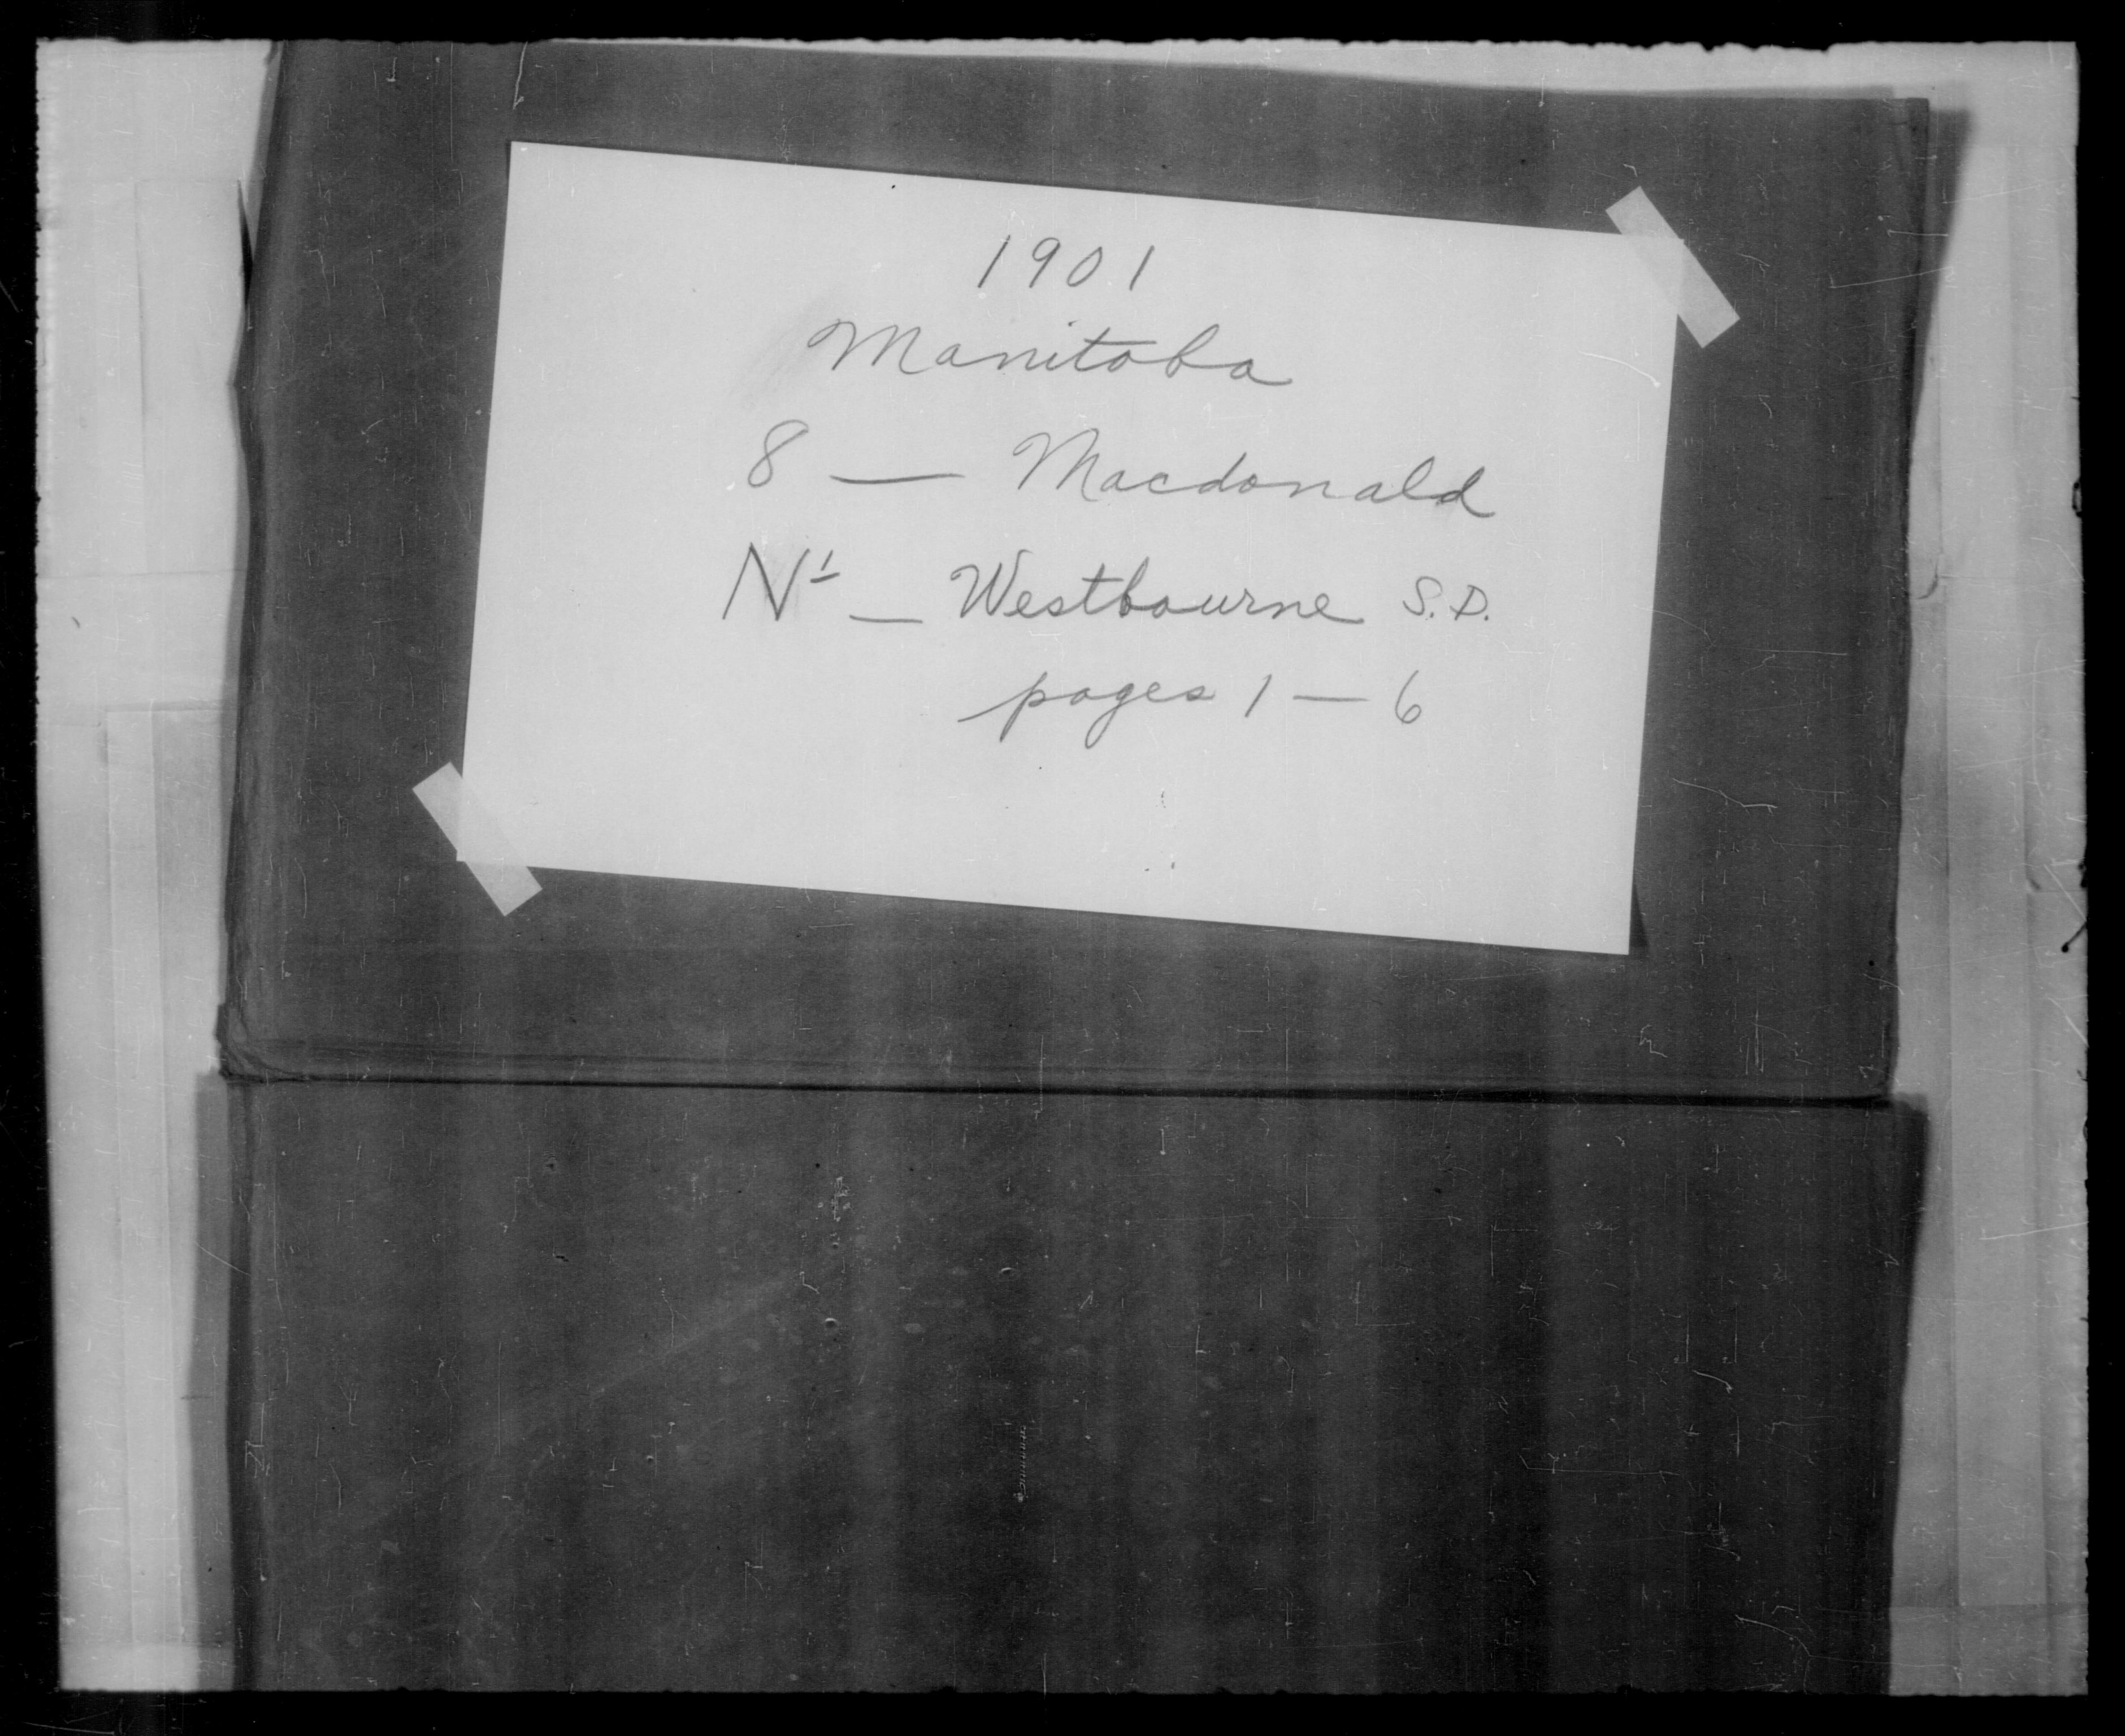 1901
Manitoba
8 — Macdonald
N¹ — Westbourne S.D.
pages 1 — 6